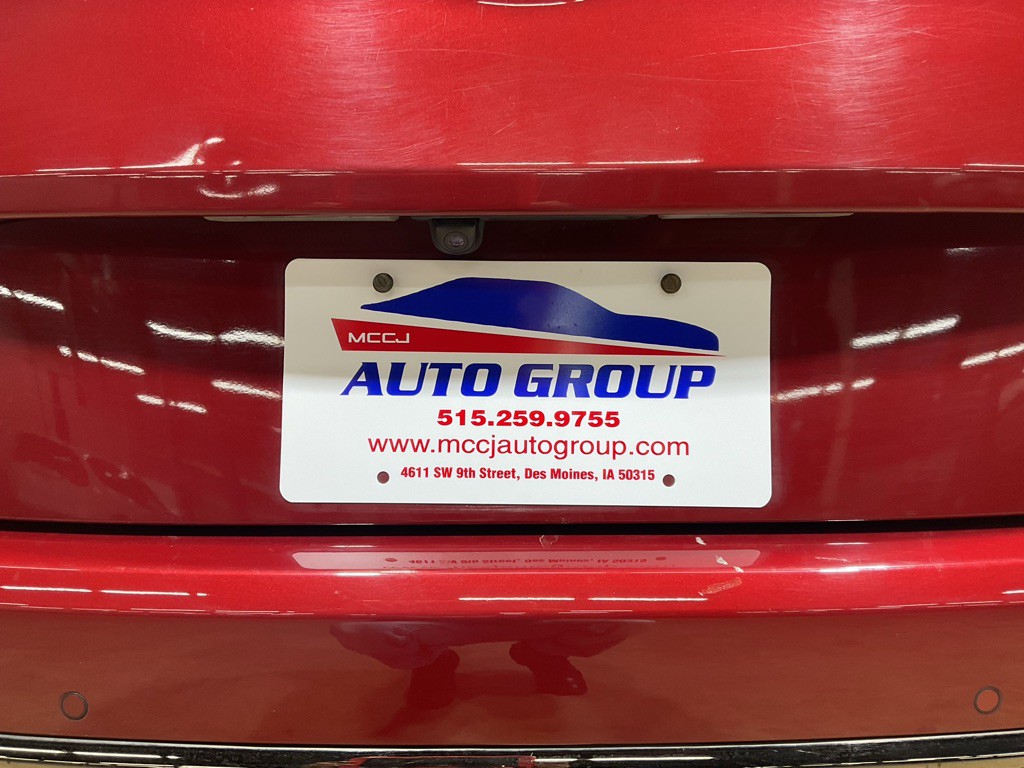 MCCJ
AUTO GROUP
515.259.9755
www.mccjautogroup.com
4611 SW 9th Street, Des Moines, IA 50315